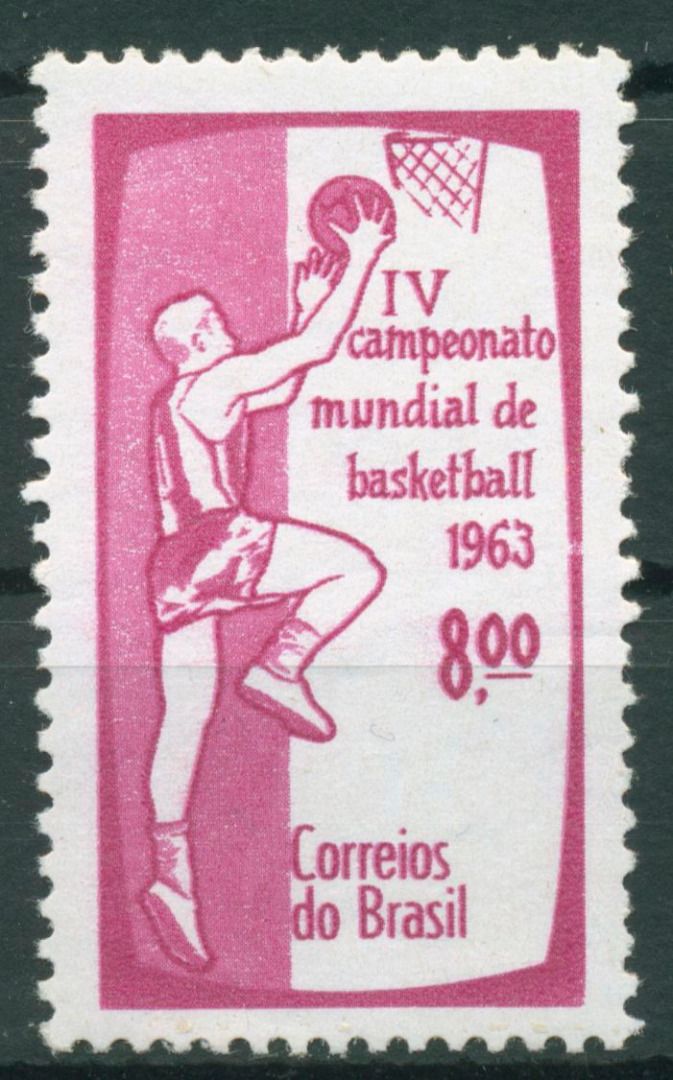 IV
campeonato
mundial de
basketball
1963
8,00
Correios
do Brasil